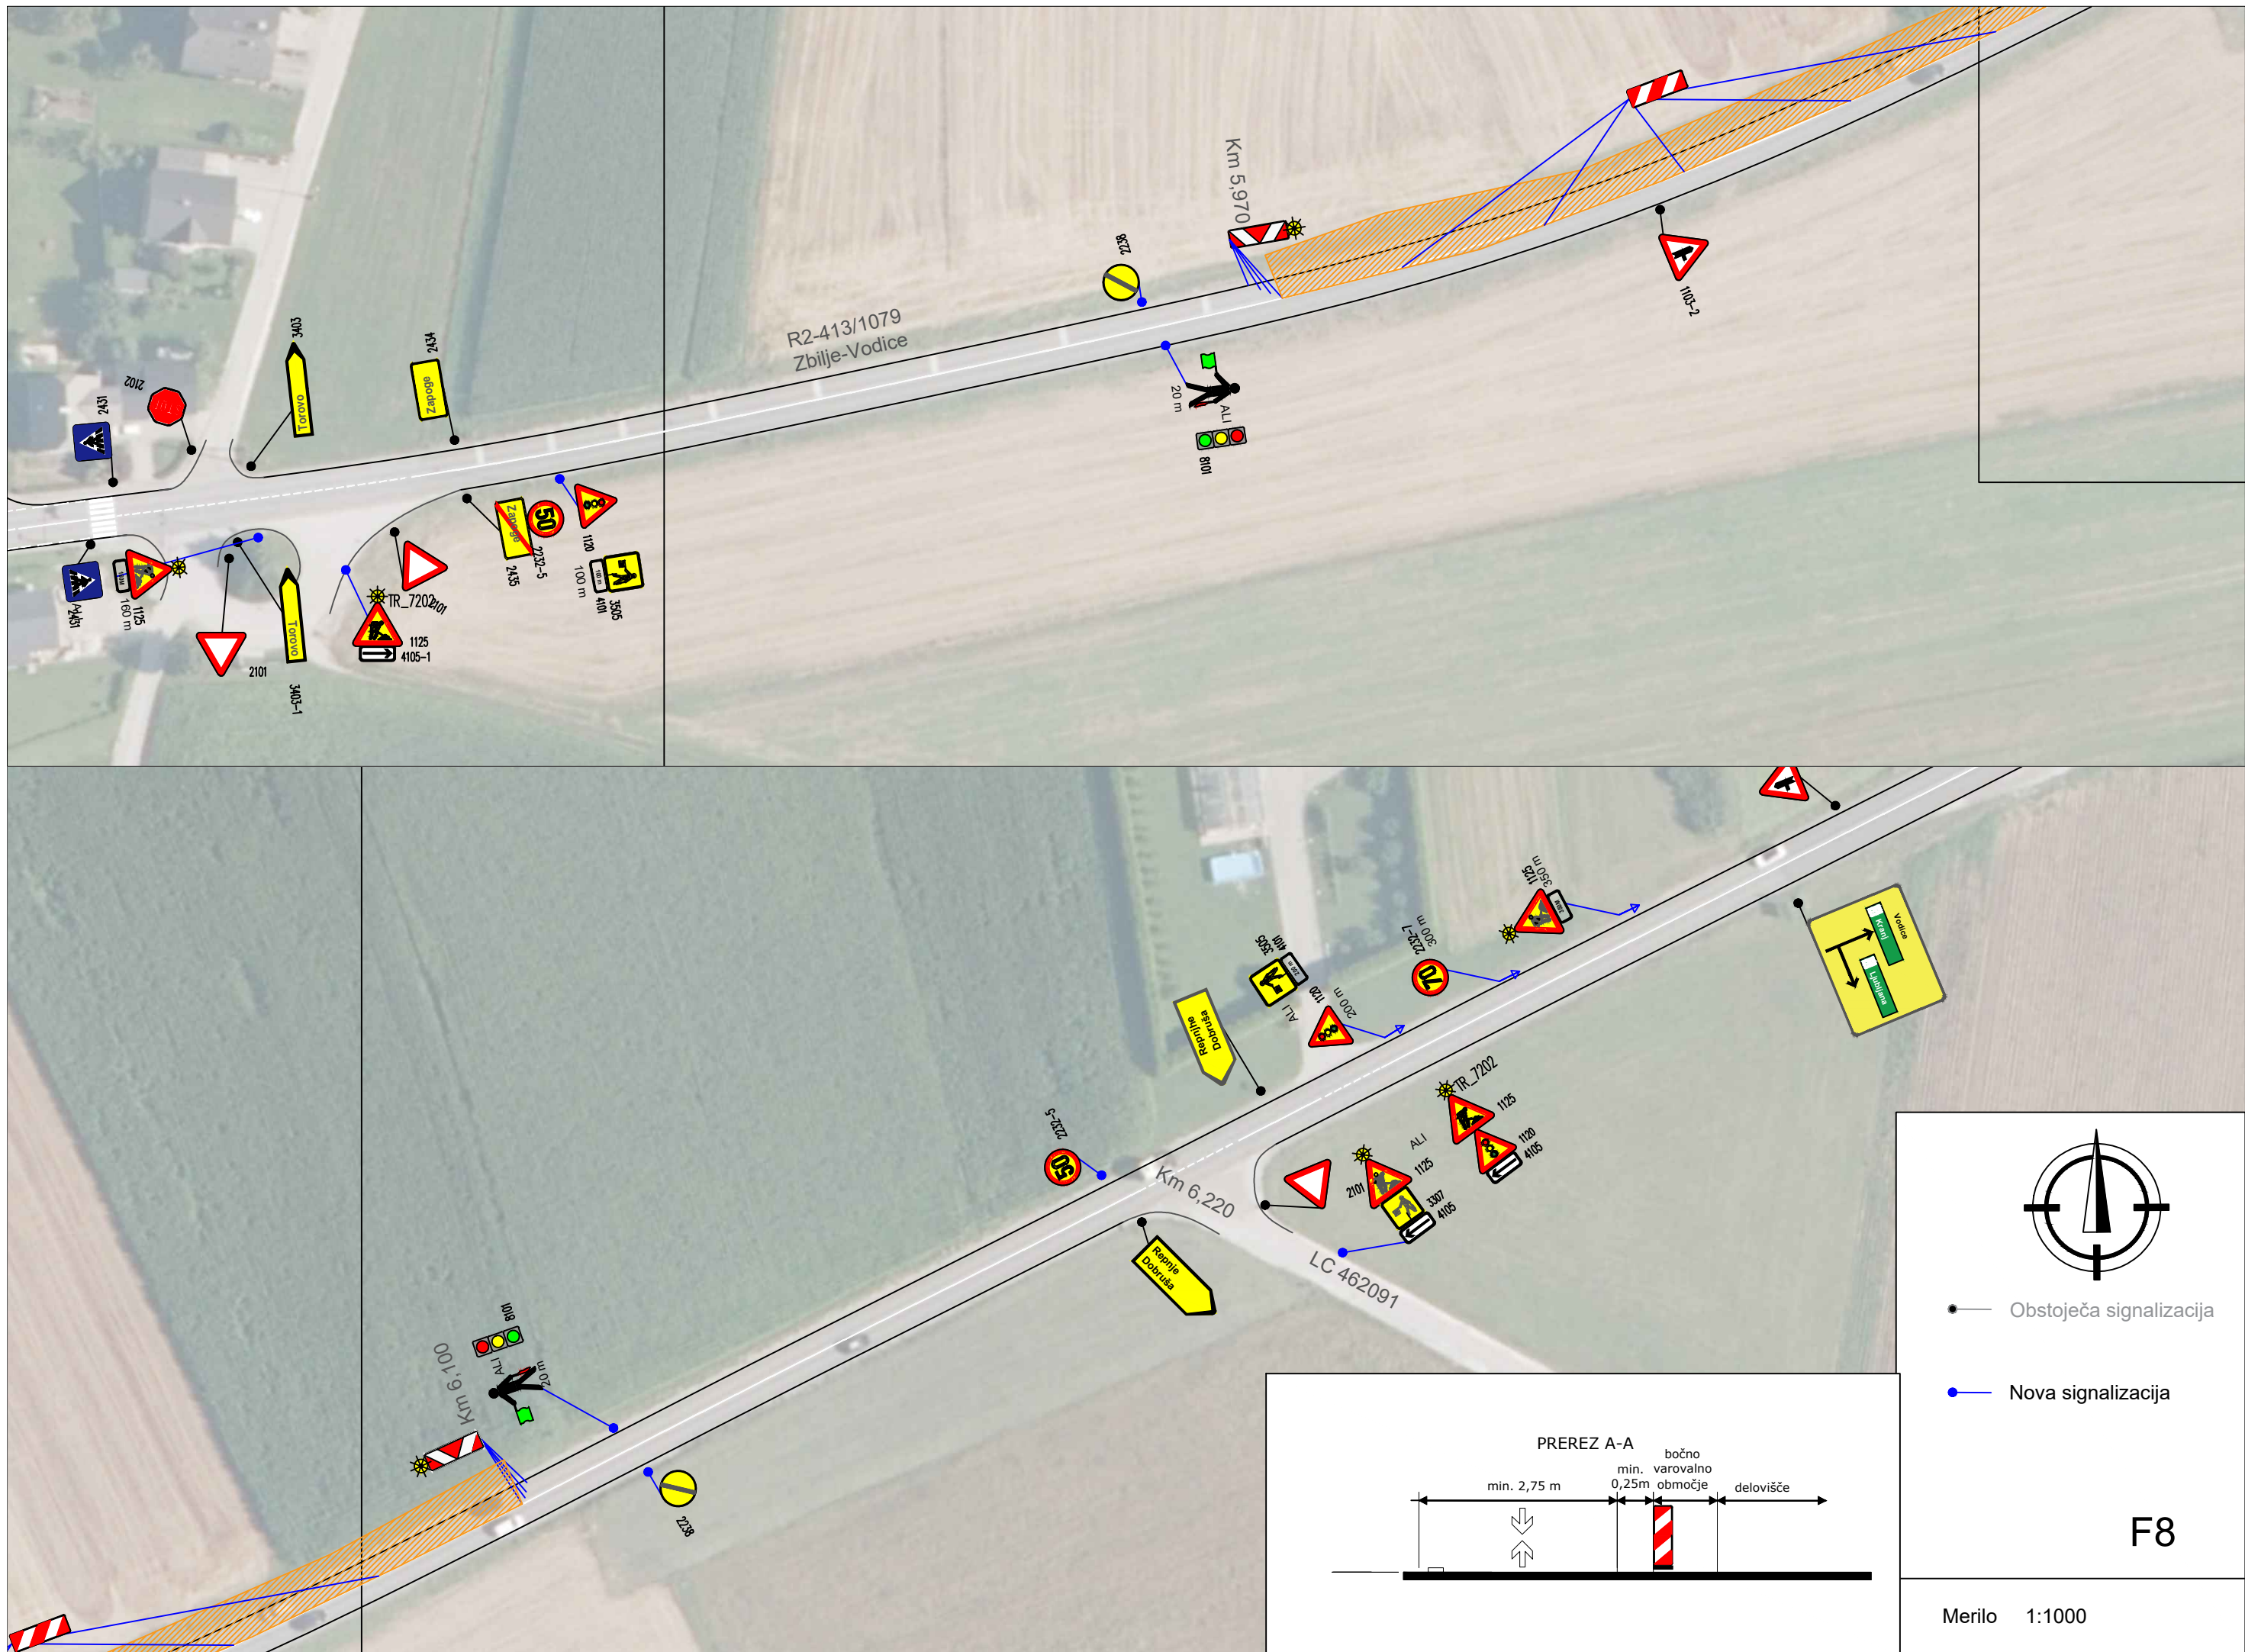 Km 5,970
2238
1103-2
R2-413/1079
Zbilje-Vodice
20 m
ALI
8101
3403
Torovo
2434
Zapoge
2102
2431
2431
1125
160 m
2101
Torovo
3403-1
TR_7202
2101
1125
4105-1
Zapoge
2435
50
2232-5
1120
100 m
100 m
4101
3505
1125
350 m
2232-7
300 m
70
3505
4101
200 m
ALI
1120
200 m
Repnjhe
Dobruša
Vodice
Kranj
Ljubljana
2232-5
50
Km 6,220
TR_7202
1125
1120
4105
ALI
2101
1125
3307
4105
LC 462091
Repnje
Dobruša
8101
ALI
20 m
Km 6,100
2238
Obstoječa signalizacija
Nova signalizacija
PREREZ A-A
min. 2,75 m
min.
0,25m
bočno
varovalno
območje
delovišče
F8
Merilo 1:1000